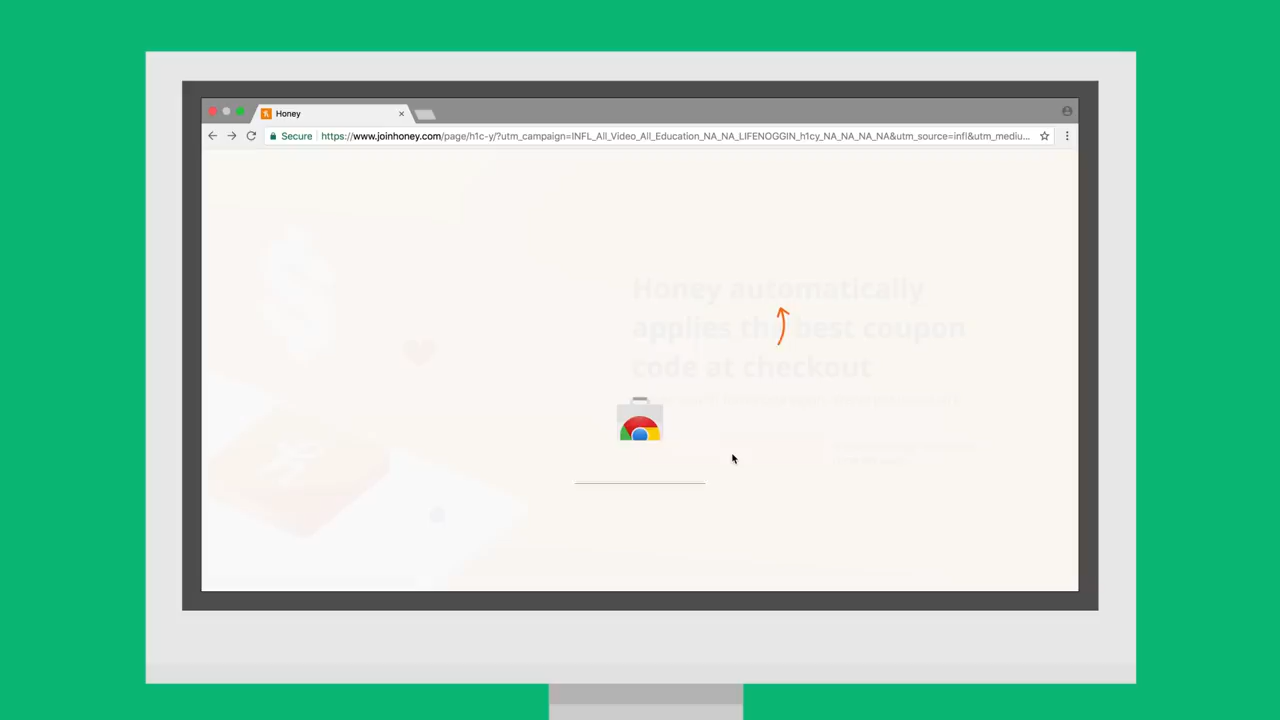 Honey
Secure https://www.joinhoney.com/page/h1c-y/?utm_campaign=INFL_All_Video_All_Education_NA_NA_LIFENOGGIN_h1cy_NA_NA_NA_NA&utm_source=infl&utm_mediu...
Honey automatically
applies the best coupon
code at checkout